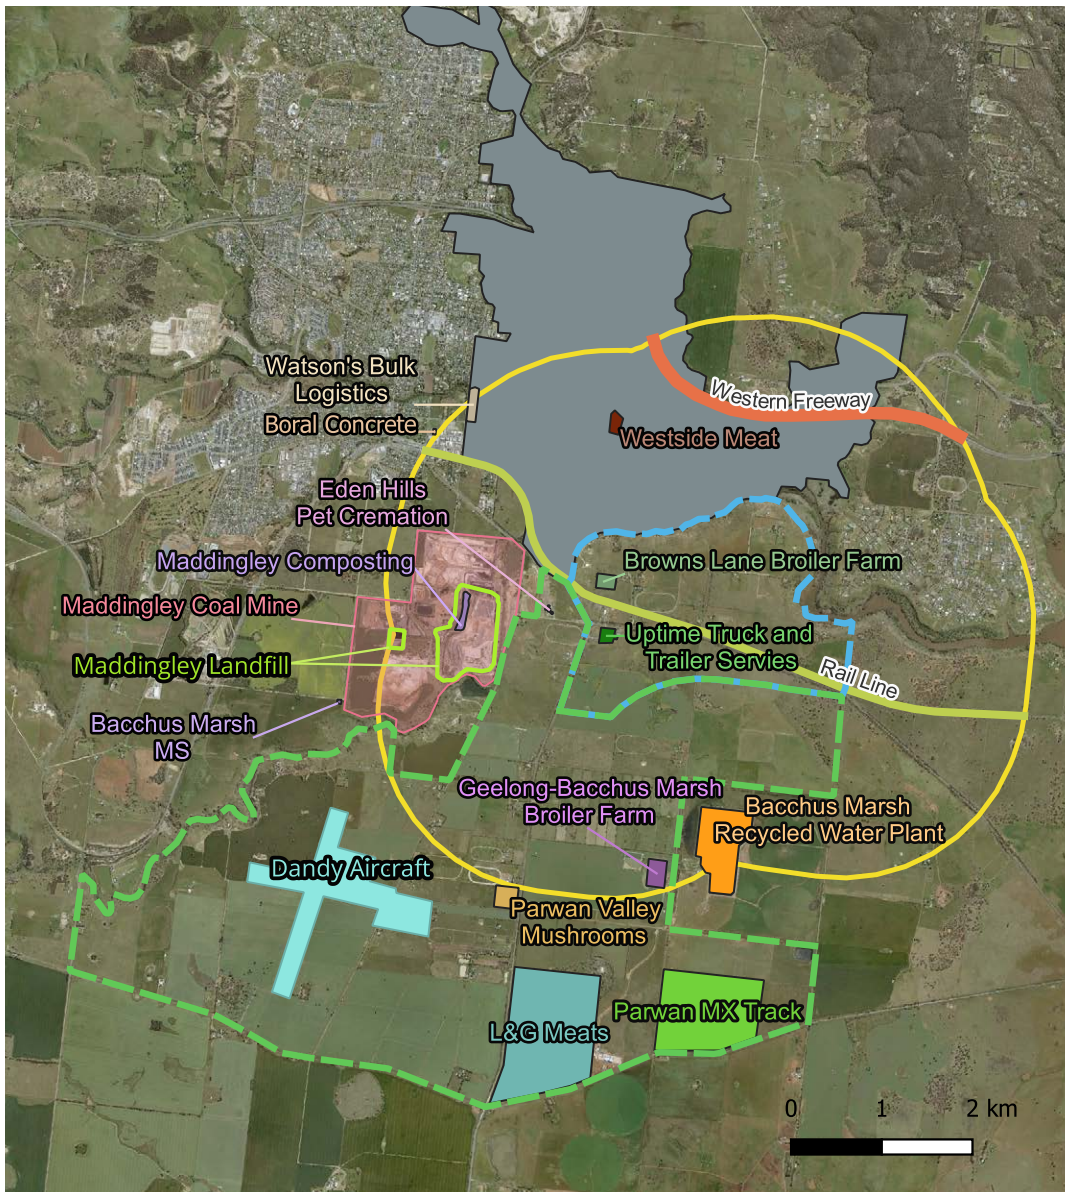 Watson's Bulk
Logistics
Western Freeway
Boral Concrete
Westside Meat
Eden Hills
Pet Cremation
Maddingley Composting
Browns Lane Broiler Farm
Maddingley Coal Mine
Uptime Truck and
Trailer Servies
Maddingley Landfill
Rail Line
Bacchus Marsh
MS
Geelong-Bacchus Marsh
Broiler Farm
Bacchus Marsh
Recycled Water Plant
Dandy Aircraft
Parwan Valley
Mushrooms
Parwan MX Track
L&G Meats
0 1 2 km